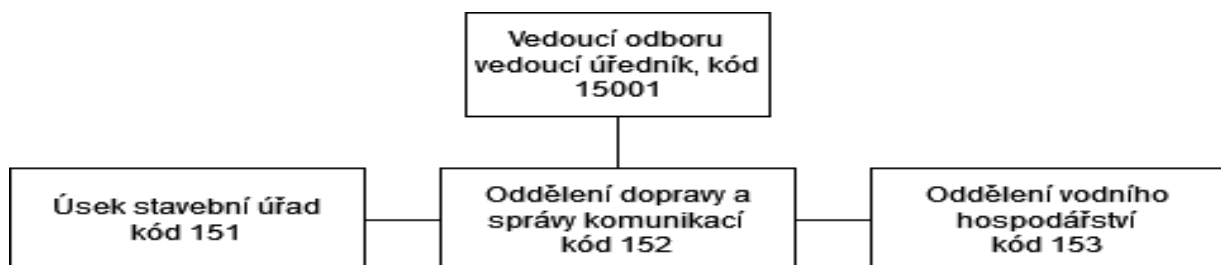 Vedoucí odboru
vedoucí úředník, kód
15001
Úsek stavební úřad
kód 151
Oddělení dopravy a
správy komunikací
kód 152
Oddělení vodního
hospodářství
kód 153